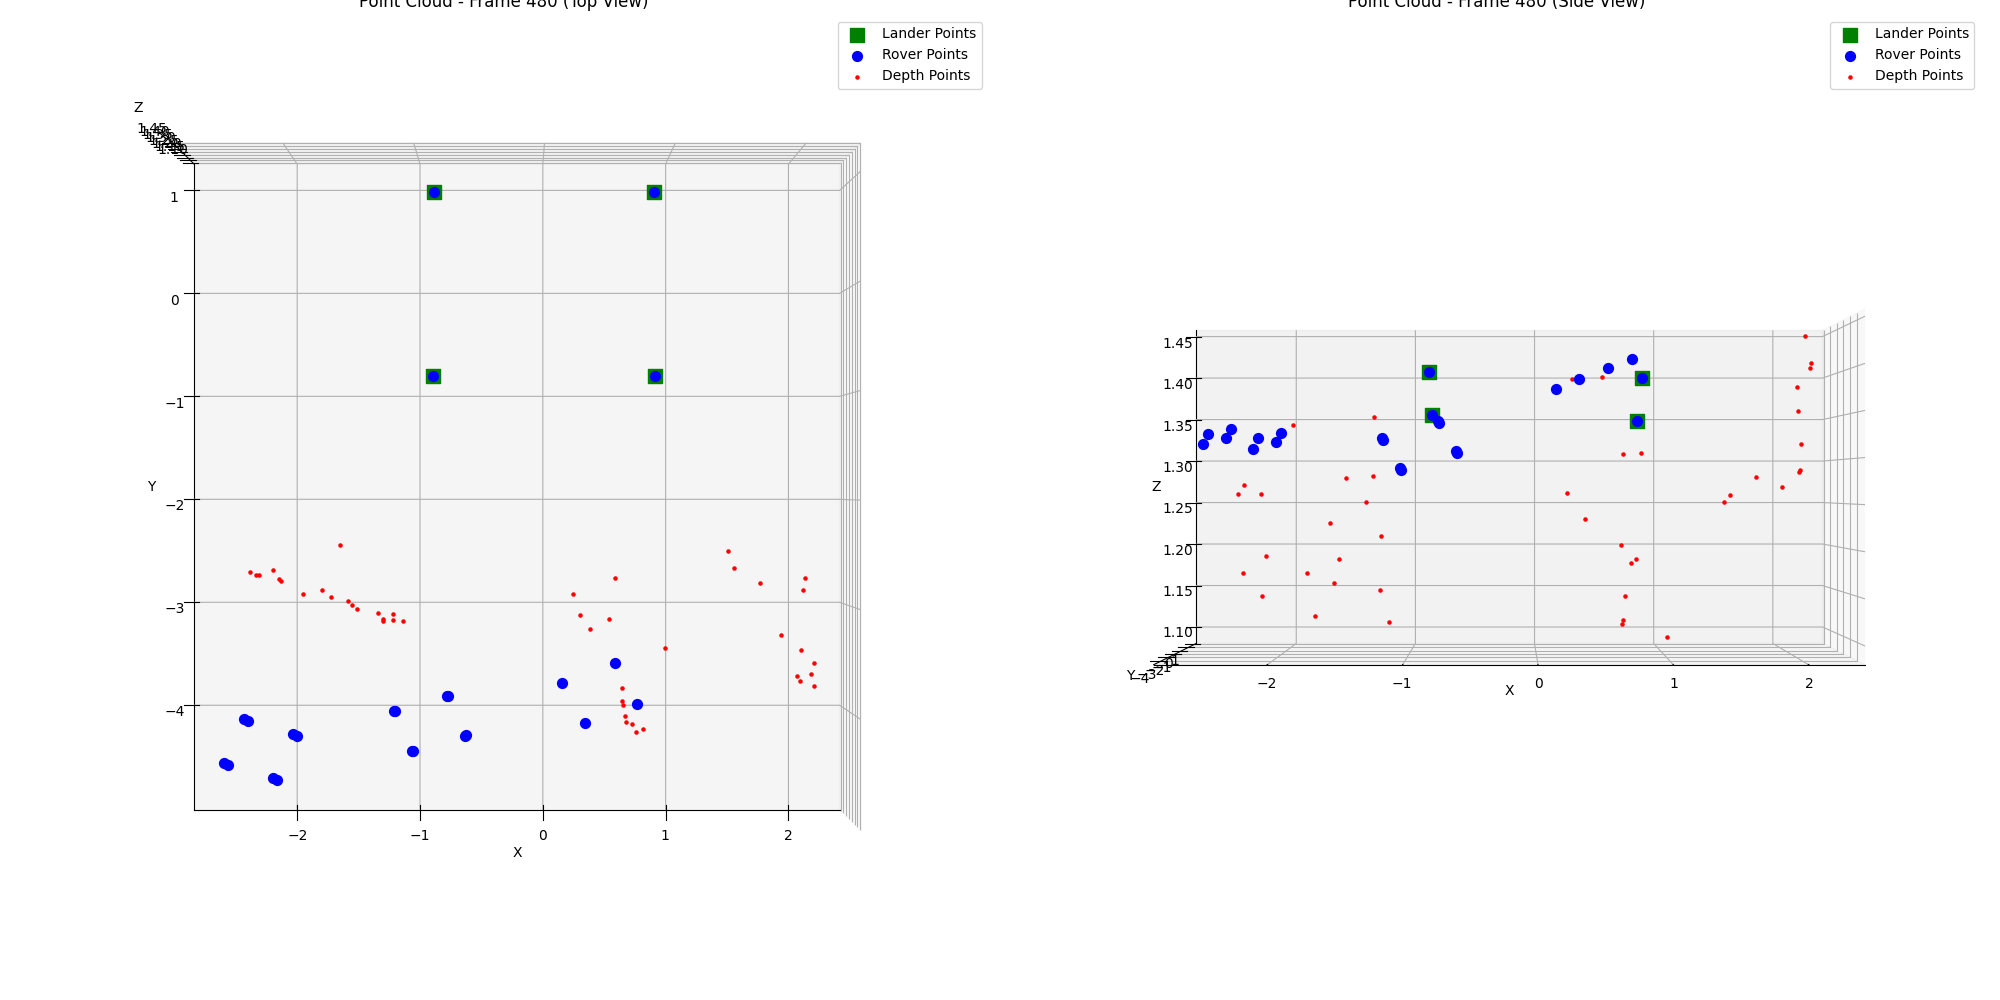 Point Cloud - Frame 480 (Top View)
Lander Points
Rover Points
Depth Points
Z
1.45
1
0
−1
−2
−3
−4
Y
−2
−1
0
1
2
X
Point Cloud - Frame 480 (Side View)
Lander Points
Rover Points
Depth Points
1.45
1.40
1.35
1.30
1.25
1.20
1.15
1.10
Z
Y
−2
−1
0
1
2
X